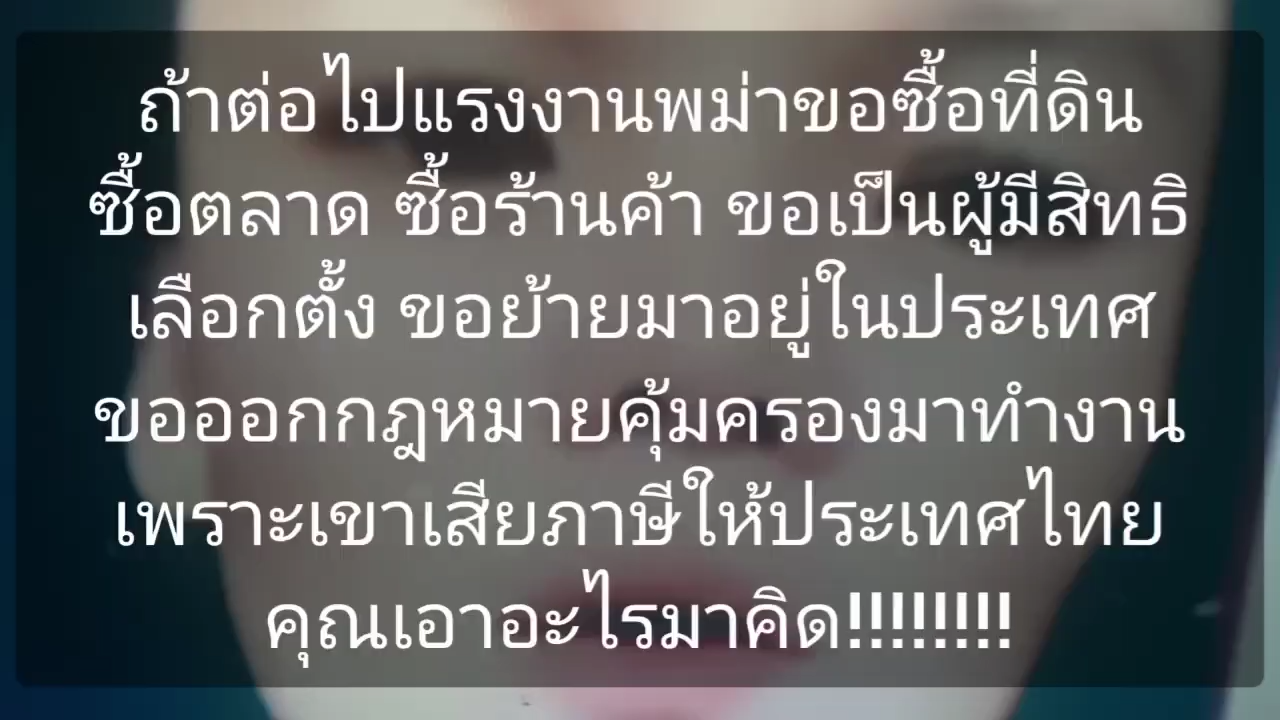 ถ้าต่อไปแรงงานพม่าขอซื้อที่ดิน
ซื้อตลาด ซื้อร้านค้า ขอเป็นผู้มีสิทธิ
เลือกตั้ง ขอย้ายมาอยู่ในประเทศ
ขอออกกฎหมายคุ้มครองมาทำงาน
เพราะเขาเสียภาษีให้ประเทศไทย
คุณเอาอะไรมาคิด!!!!!!!!